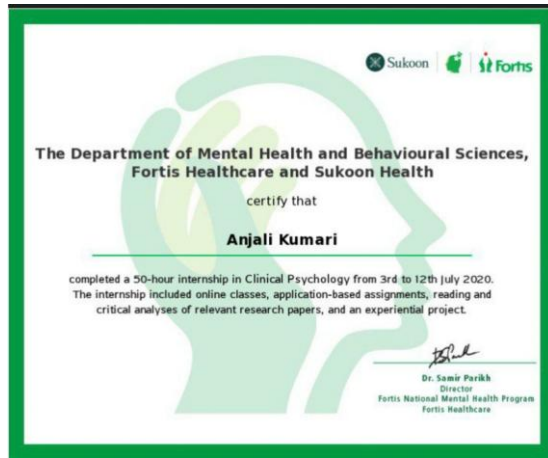 Sukoon
Fortis
The Department of Mental Health and Behavioural Sciences,
Fortis Healthcare and Sukoon Health
certify that
Anjali Kumari
completed a 50-hour internship in Clinical Psychology from 3rd to 12th July 2020.
The internship included online classes, application-based assignments, reading and
critical analyses of relevant research papers, and an experiential project.
Dr. Samir Parikh
Director
Fortis National Mental Health Program
Fortis Healthcare